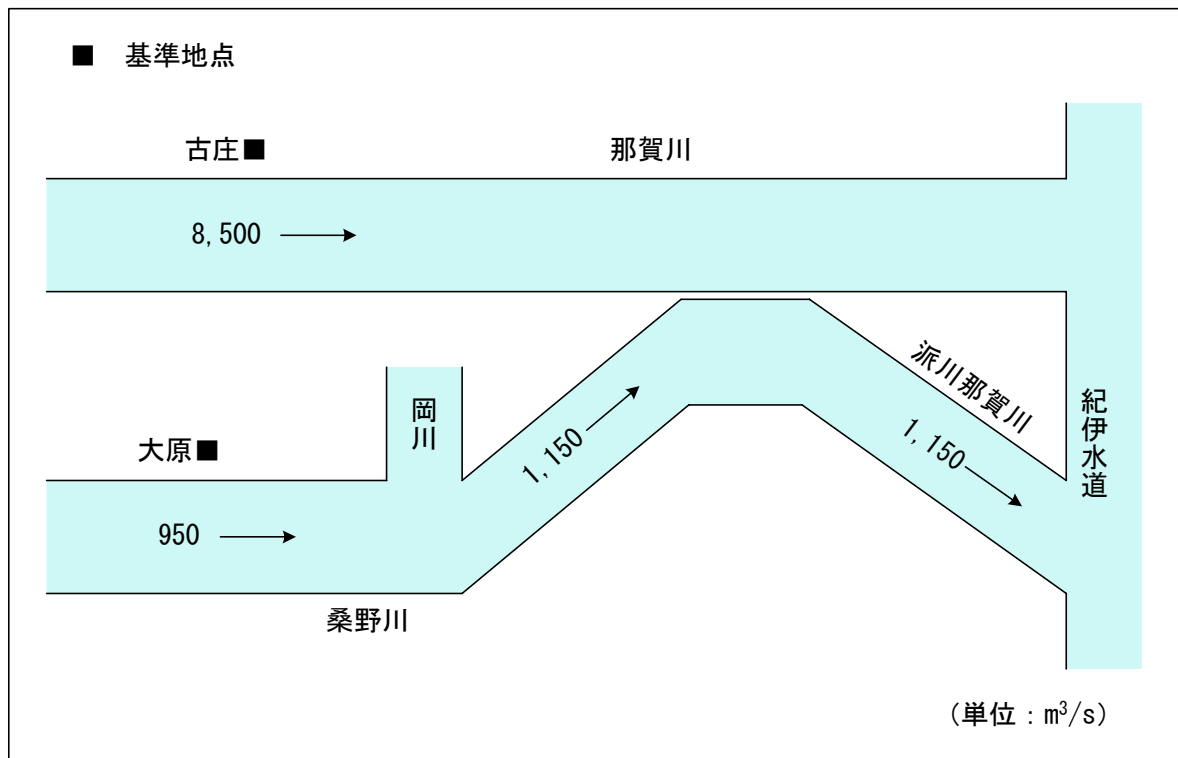 ■ 基準地点
古庄■
那賀川
8,500
派川那賀川
岡川
1,150
1,150
紀伊水道
大原■
950
桑野川
(単位:m³/s)